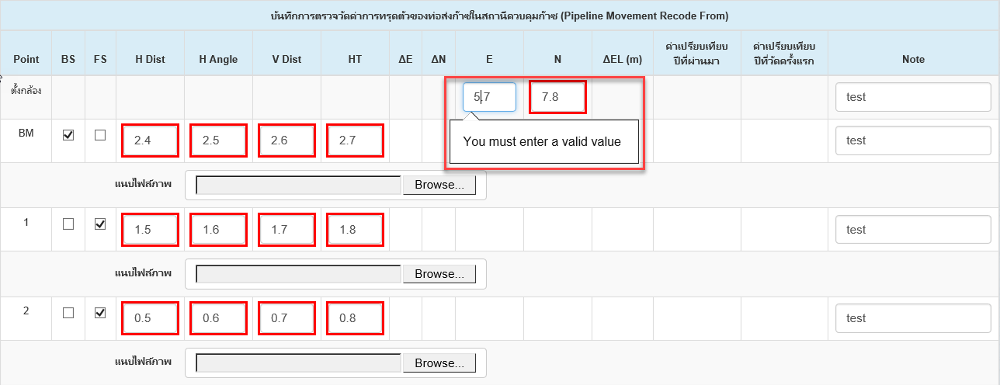 บันทึกการตรวจวัดค่าการทรุดตัวของท่อส่งก๊าซในสถานีควบคุมก๊าซ (Pipeline Movement Recode From)
Point BS FS H Dist H Angle V Dist HT ΔE ΔN E N ΔEL (m) ค่าเปรียบเทียบ ปีที่ผ่านมา ค่าเปรียบเทียบ ปีที่วัดครั้งแรก Note
ตั้งกล้อง 5.7 7.8 test
BM 2.4 2.5 2.6 2.7 test
You must enter a valid value
แนบไฟล์ภาพ Browse...
1 1.5 1.6 1.7 1.8 test
แนบไฟล์ภาพ Browse...
2 0.5 0.6 0.7 0.8 test
แนบไฟล์ภาพ Browse...